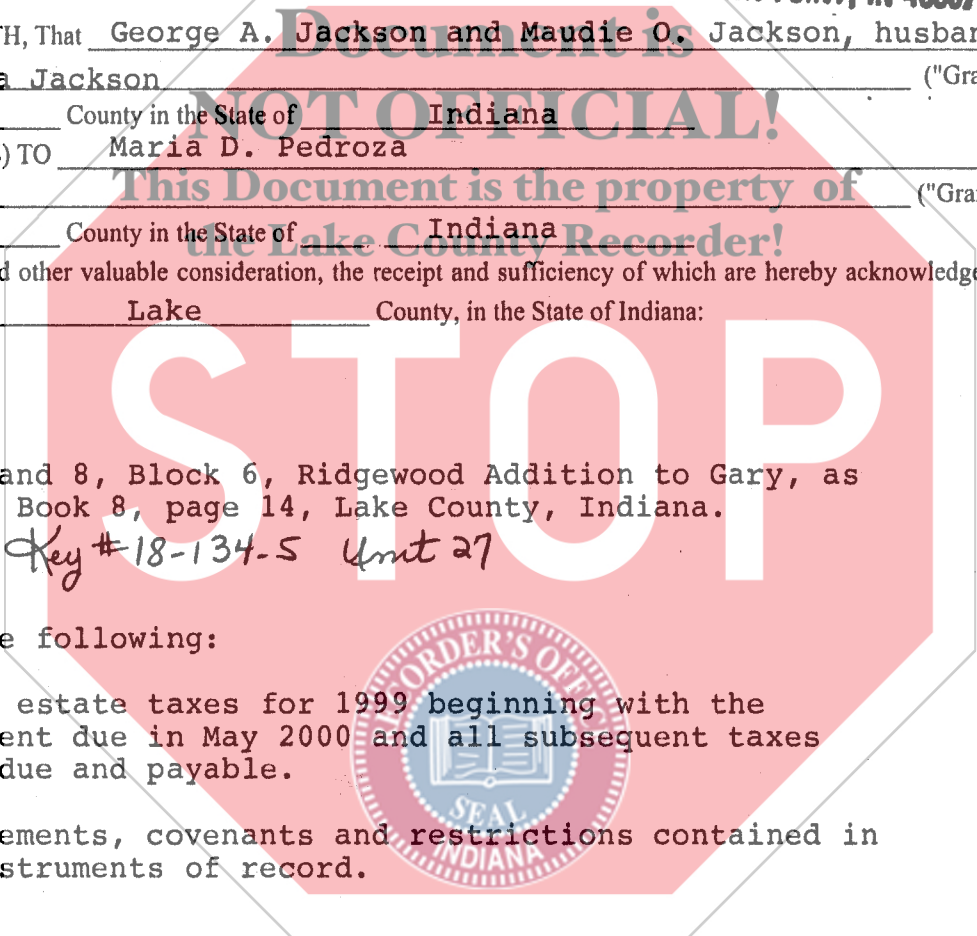 TH, That George A. Jackson and Maudie O. Jackson, husban
Document is
a Jackson ("Gra
NOT OFFICIAL!
County in the State of Indiana
) TO Maria D. Pedroza
This Document is the property of
("Gra
the Lake County Recorder!
County in the State of Indiana
d other valuable consideration, the receipt and sufficiency of which are hereby acknowledge
Lake County, in the State of Indiana:
STOP
and 8, Block 6, Ridgewood Addition to Gary, as
Book 8, page 14, Lake County, Indiana.
Key #18-134-5 Unit 27
e following:
estate taxes for 1999 beginning with the
ent due in May 2000 and all subsequent taxes
due and payable.
ements, covenants and restrictions contained in
struments of record.
RECORDER'S OFFICE
SEAL
INDIANA